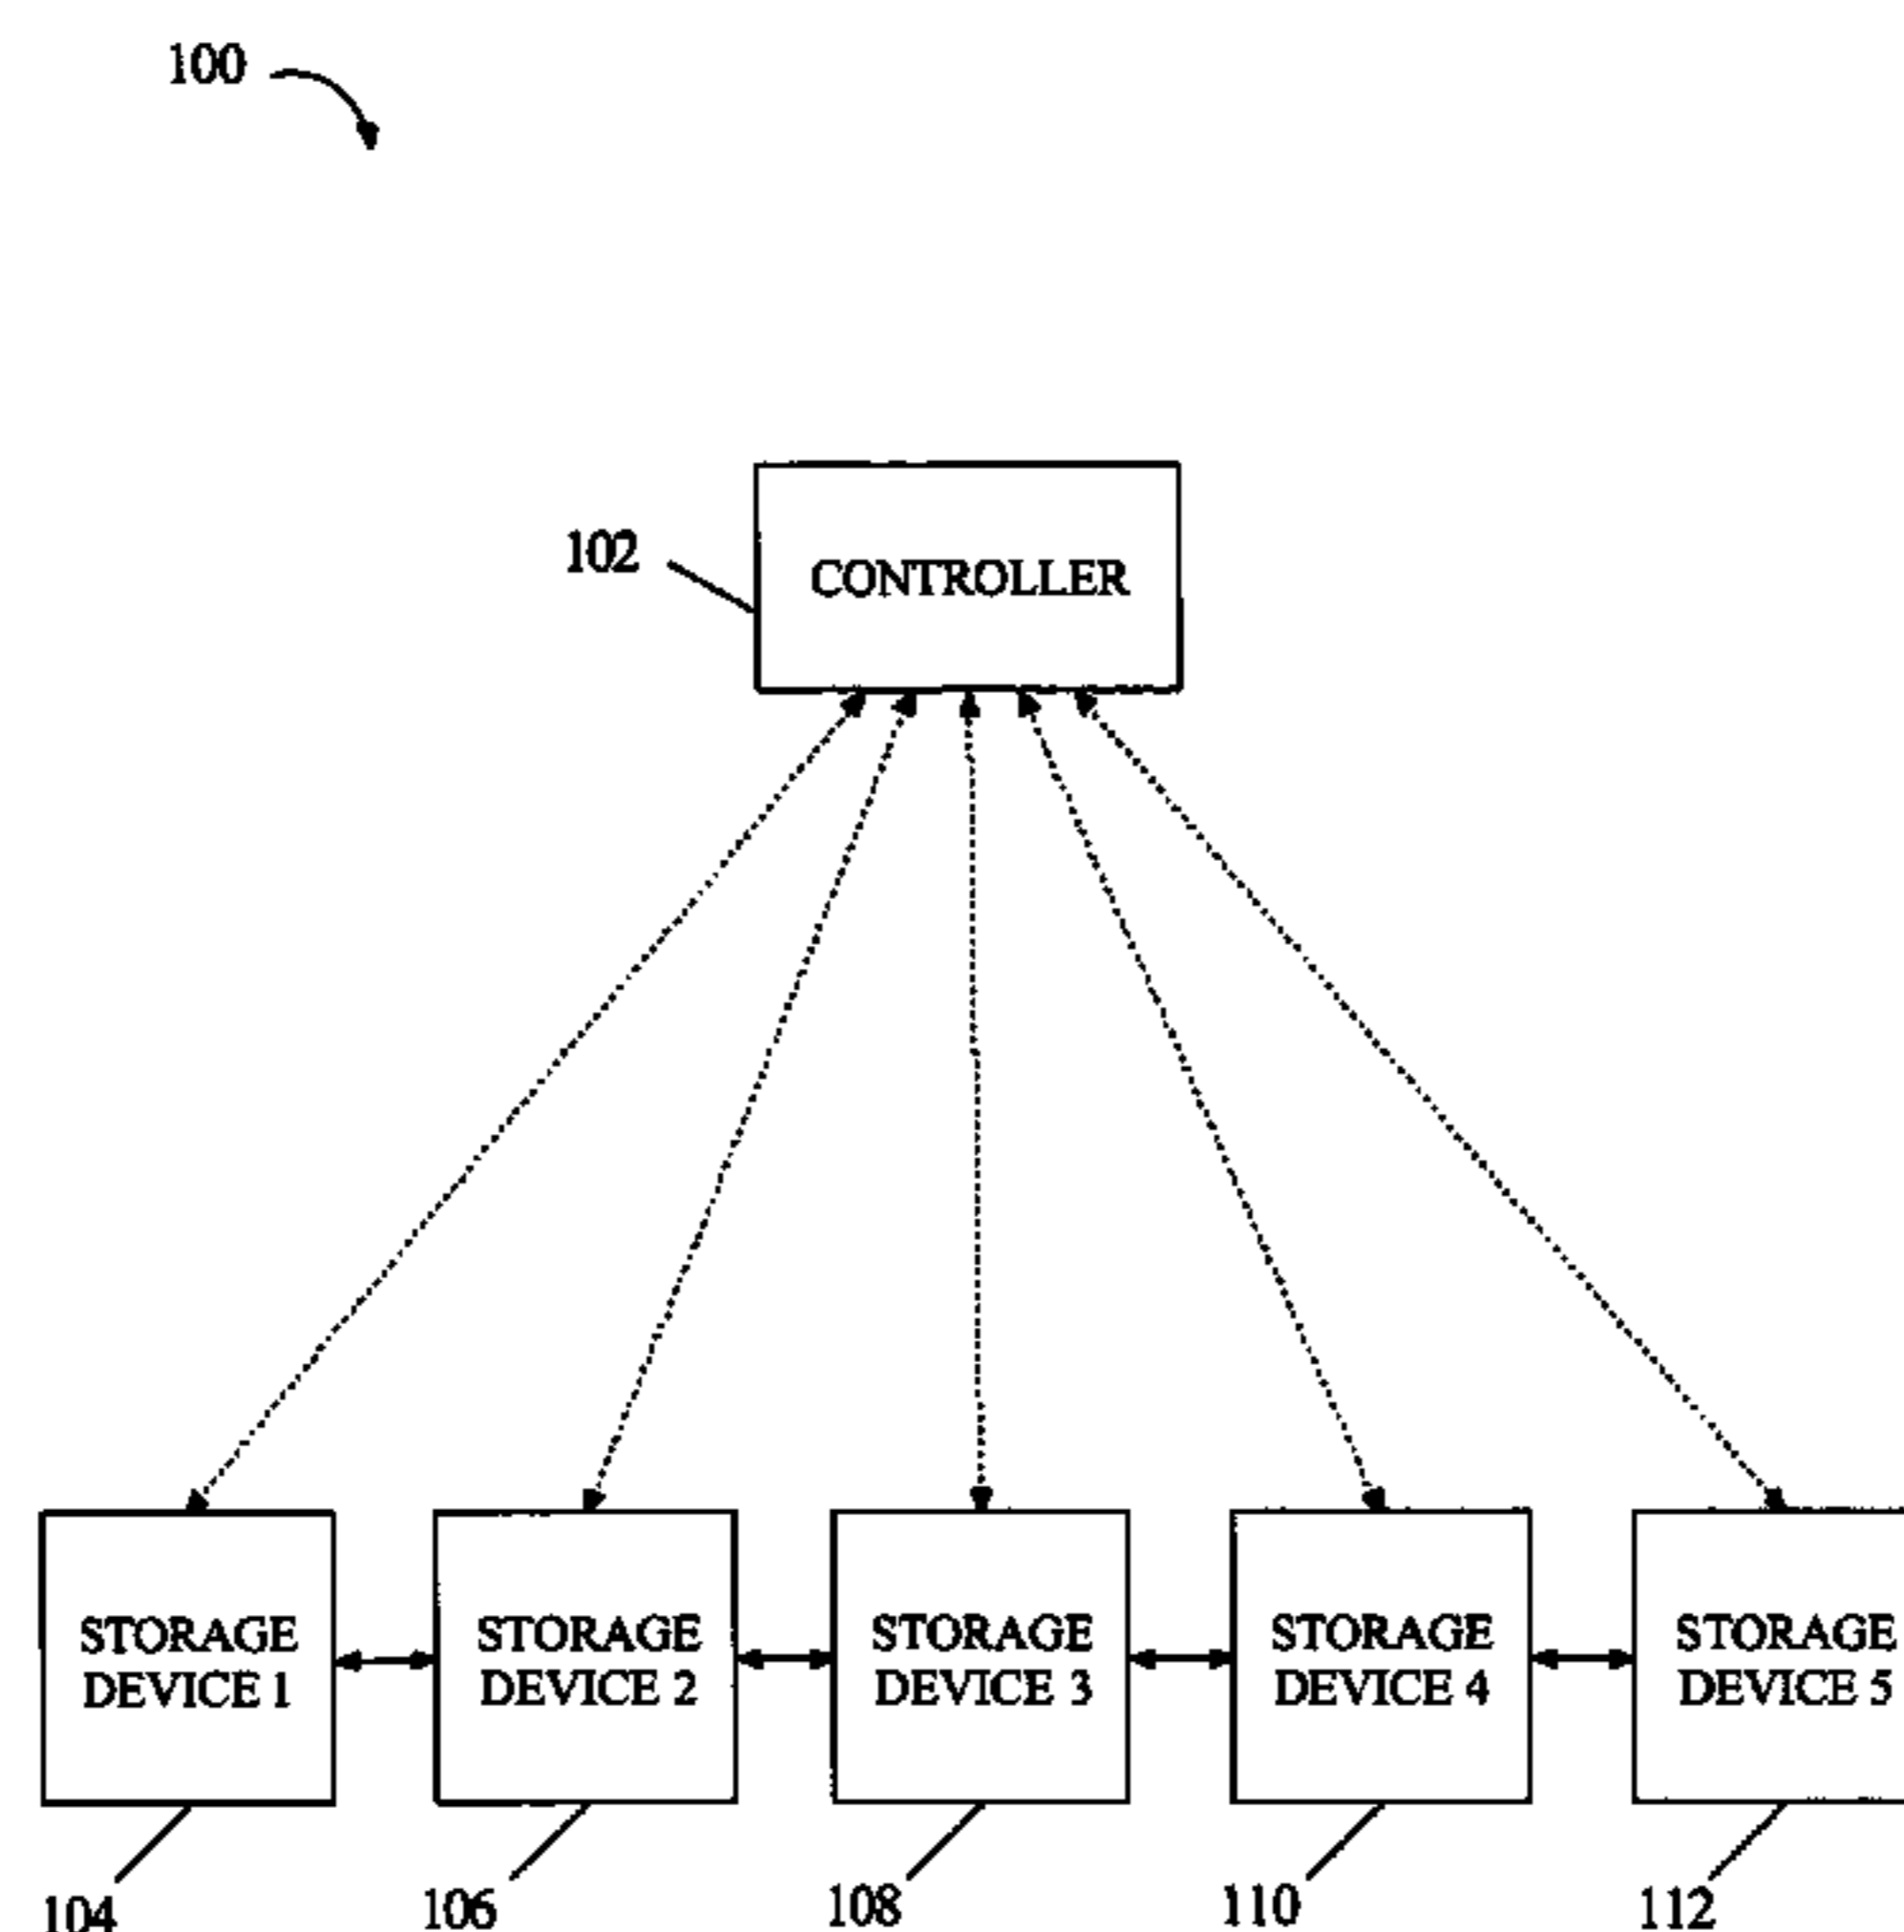 100
102
CONTROLLER
STORAGE
DEVICE 1
STORAGE
DEVICE 2
STORAGE
DEVICE 3
STORAGE
DEVICE 4
STORAGE
DEVICE 5
104
106
108
110
112